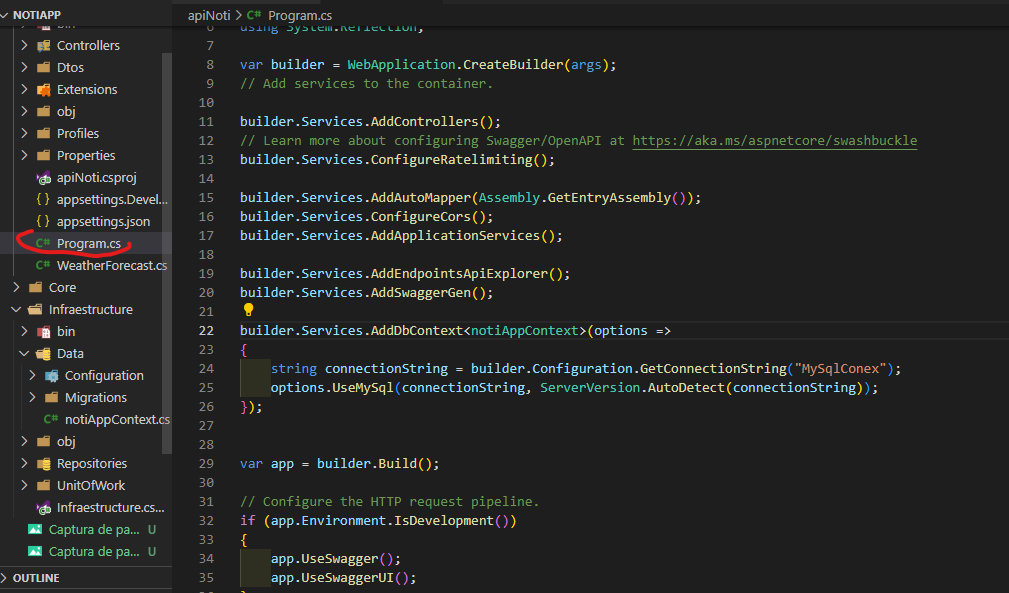 NOTIAPP
bin
Controllers
Dtos
Extensions
obj
Profiles
Properties
apiNoti.csproj
{} appsettings.Devel...
{} appsettings.json
C# Program.cs
C# WeatherForecast.cs
Core
Infraestructure
bin
Data
Configuration
Migrations
C# notiAppContext.cs
obj
Repositories
UnitOfWork
Infraestructure.cs...
Captura de pa... U
Captura de pa... U
OUTLINE
apiNoti > C# Program.cs
6 using System.Reflection;
7
8 var builder = WebApplication.CreateBuilder(args);
9 // Add services to the container.
10
11 builder.Services.AddControllers();
12 // Learn more about configuring Swagger/OpenAPI at https://aka.ms/aspnetcore/swashbuckle
13 builder.Services.ConfigureRatelimiting();
14
15 builder.Services.AddAutoMapper(Assembly.GetEntryAssembly());
16 builder.Services.ConfigureCors();
17 builder.Services.AddApplicationServices();
18
19 builder.Services.AddEndpointsApiExplorer();
20 builder.Services.AddSwaggerGen();
21
22 builder.Services.AddDbContext<notiAppContext>(options =>
23 {
24 string connectionString = builder.Configuration.GetConnectionString("MySqlConex");
25 options.UseMySql(connectionString, ServerVersion.AutoDetect(connectionString));
26 });
27
28
29 var app = builder.Build();
30
31 // Configure the HTTP request pipeline.
32 if (app.Environment.IsDevelopment())
33 {
34 app.UseSwagger();
35 app.UseSwaggerUI();